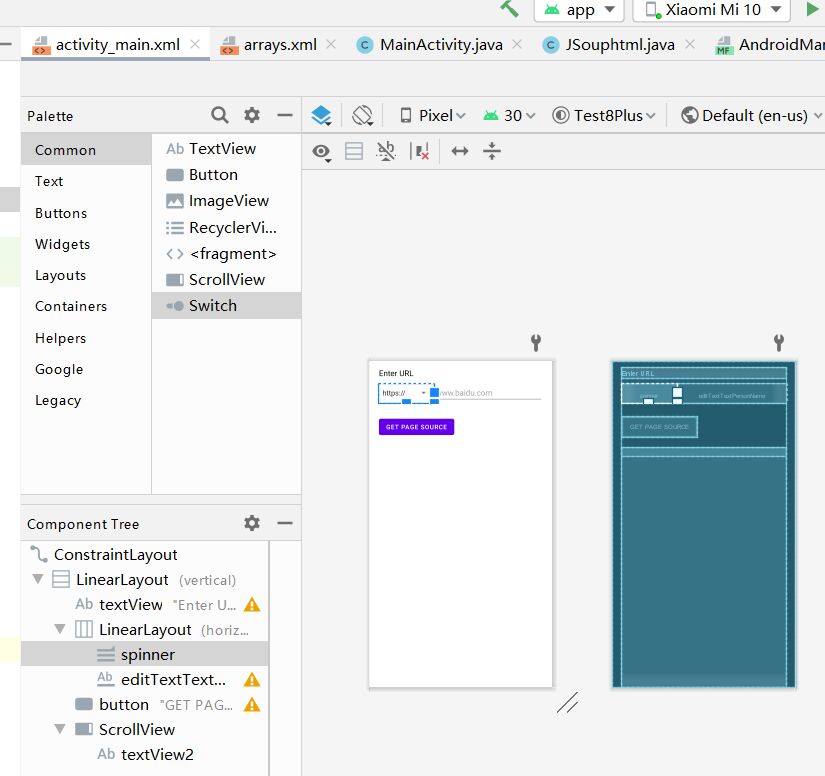 app
Xiaomi Mi 10
activity_main.xml
arrays.xml
MainActivity.java
JSouphtml.java
MF
AndroidMan
Palette
Pixel
30
Test8Plus
Default (en-us)
Common
Text
Buttons
Widgets
Layouts
Containers
Helpers
Google
Legacy
Ab TextView
Button
ImageView
RecyclerVi...
<fragment>
ScrollView
Switch
Enter URL
https://
ww.baidu.com
GET PAGE SOURCE
Enter URL
spinner
editTextTextPersonName
GET PAGE SOURCE
Component Tree
ConstraintLayout
LinearLayout (vertical)
Ab textView "Enter U...
LinearLayout (horiz...
spinner
Ab editTextText...
button "GET PAG...
ScrollView
Ab textView2